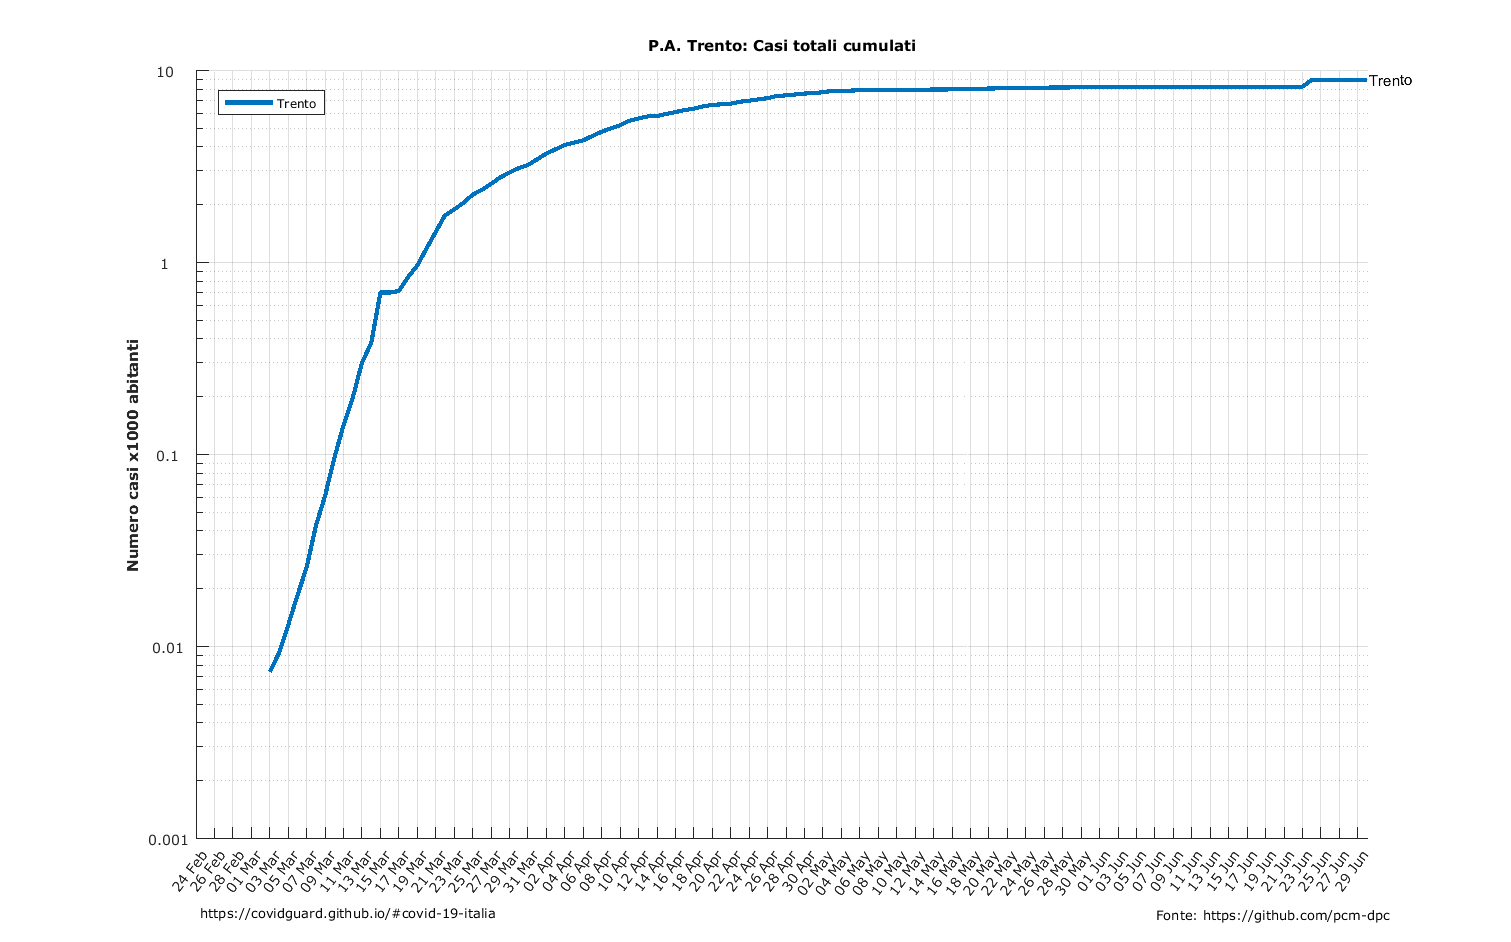 P.A. Trento: Casi totali cumulati
10
1
0.1
0.01
0.001
Numero casi x1000 abitanti
Trento
Trento
24 Feb
26 Feb
28 Feb
01 Mar
03 Mar
05 Mar
07 Mar
09 Mar
11 Mar
13 Mar
15 Mar
17 Mar
19 Mar
21 Mar
23 Mar
25 Mar
27 Mar
29 Mar
31 Mar
02 Apr
04 Apr
06 Apr
08 Apr
10 Apr
12 Apr
14 Apr
16 Apr
18 Apr
20 Apr
22 Apr
24 Apr
26 Apr
28 Apr
30 Apr
02 May
04 May
06 May
08 May
10 May
12 May
14 May
16 May
18 May
20 May
22 May
24 May
26 May
28 May
30 May
01 Jun
03 Jun
05 Jun
07 Jun
09 Jun
11 Jun
13 Jun
15 Jun
17 Jun
19 Jun
21 Jun
23 Jun
25 Jun
27 Jun
29 Jun
https://covidguard.github.io/#covid-19-italia
Fonte: https://github.com/pcm-dpc